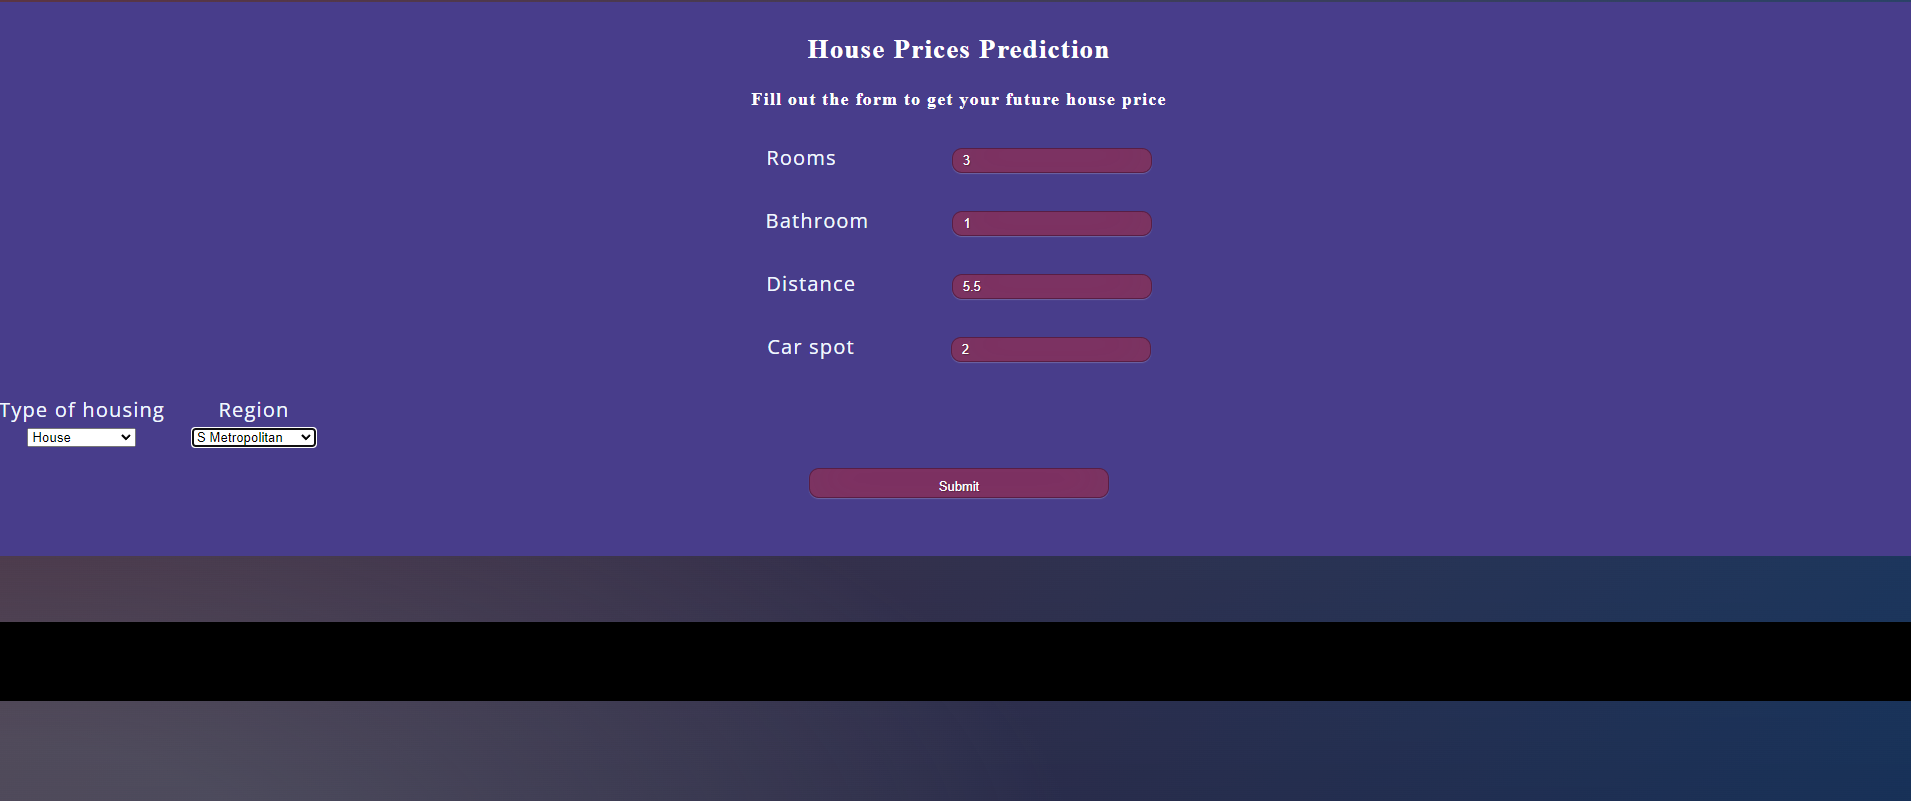 House Prices Prediction
Fill out the form to get your future house price
Rooms 3
Bathroom 1
Distance 5.5
Car spot 2
Type of housing Region
House S Metropolitan
Submit